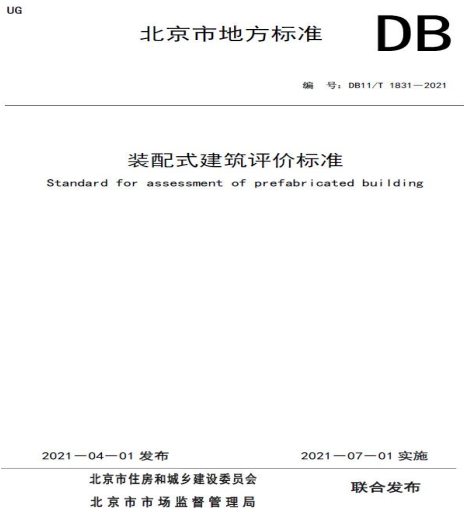 UG
北京市地方标准 DB
编 号：DB11/T 1831—2021
装配式建筑评价标准
Standard for assessment of prefabricated building
2021—04—01 发布 2021—07—01 实施
北京市住房和城乡建设委员会
北京市市场监督管理局
联合发布